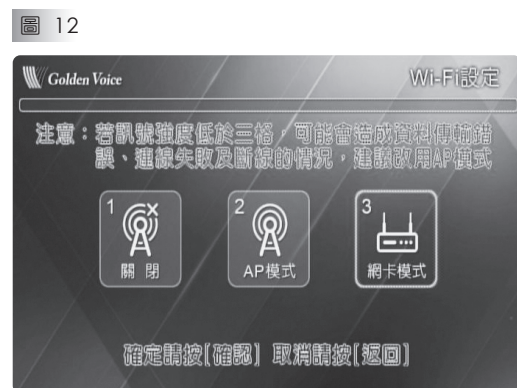 圖 12
Golden Voice
Wi-Fi設定
注意：若訊號強度低於三格，可能會造成資料傳輸錯
誤、連線失敗及斷線的情況，建議改用AP模式
1
關 閉
2
AP模式
3
網卡模式
確定請按[確認] 取消請按[返回]